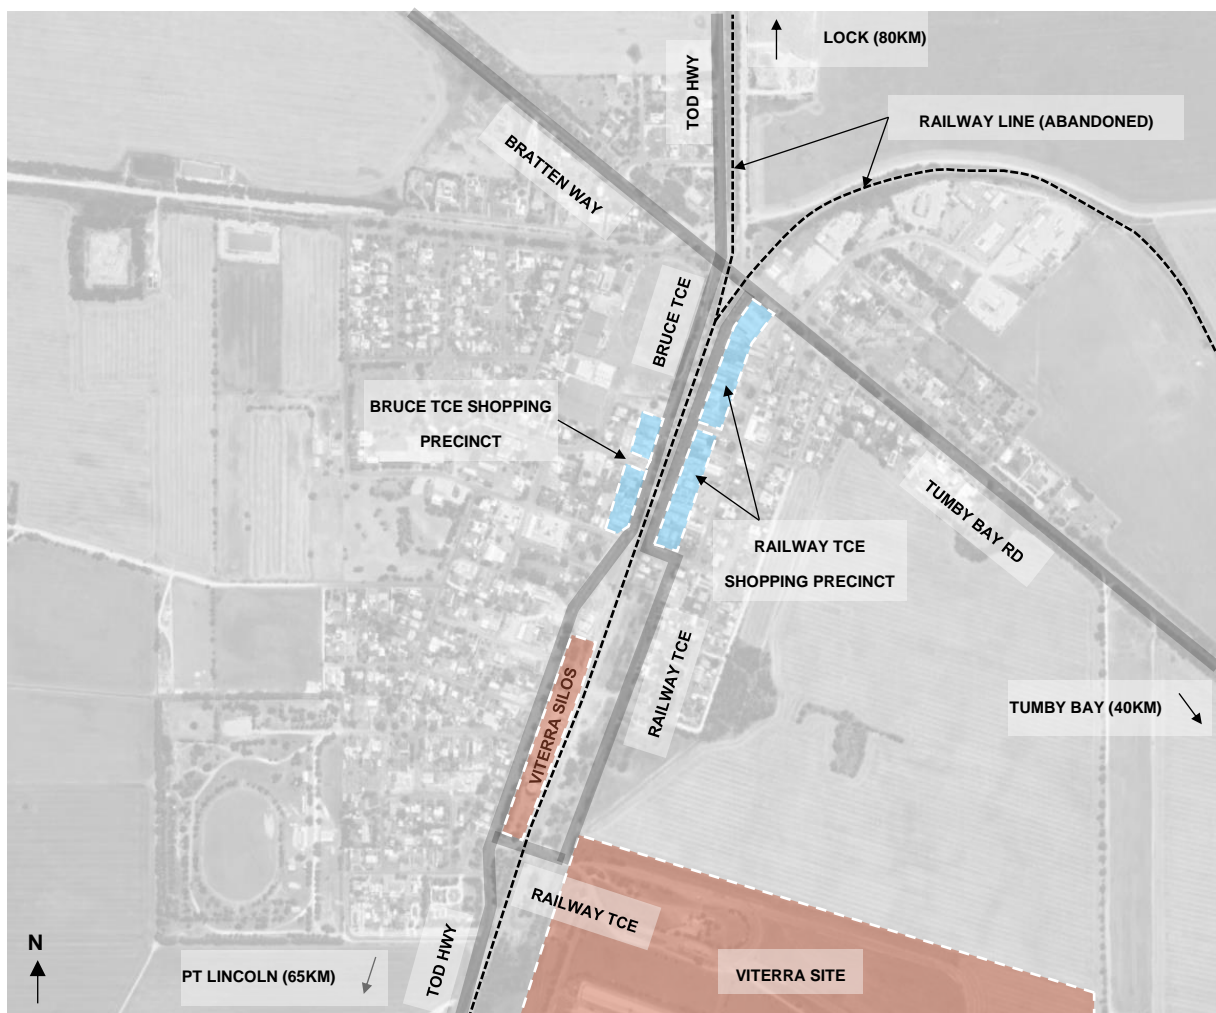 LOCK (80KM)
TOD HWY
RAILWAY LINE (ABANDONED)
BRATTEN WAY
BRUCE TCE
BRUCE TCE SHOPPING
PRECINCT
TUMBY BAY RD
RAILWAY TCE
SHOPPING PRECINCT
RAILWAY TCE
VITERRA SILOS
TUMBY BAY (40KM)
RAILWAY TCE
N
TOD HWY
PT LINCOLN (65KM)
VITERRA SITE